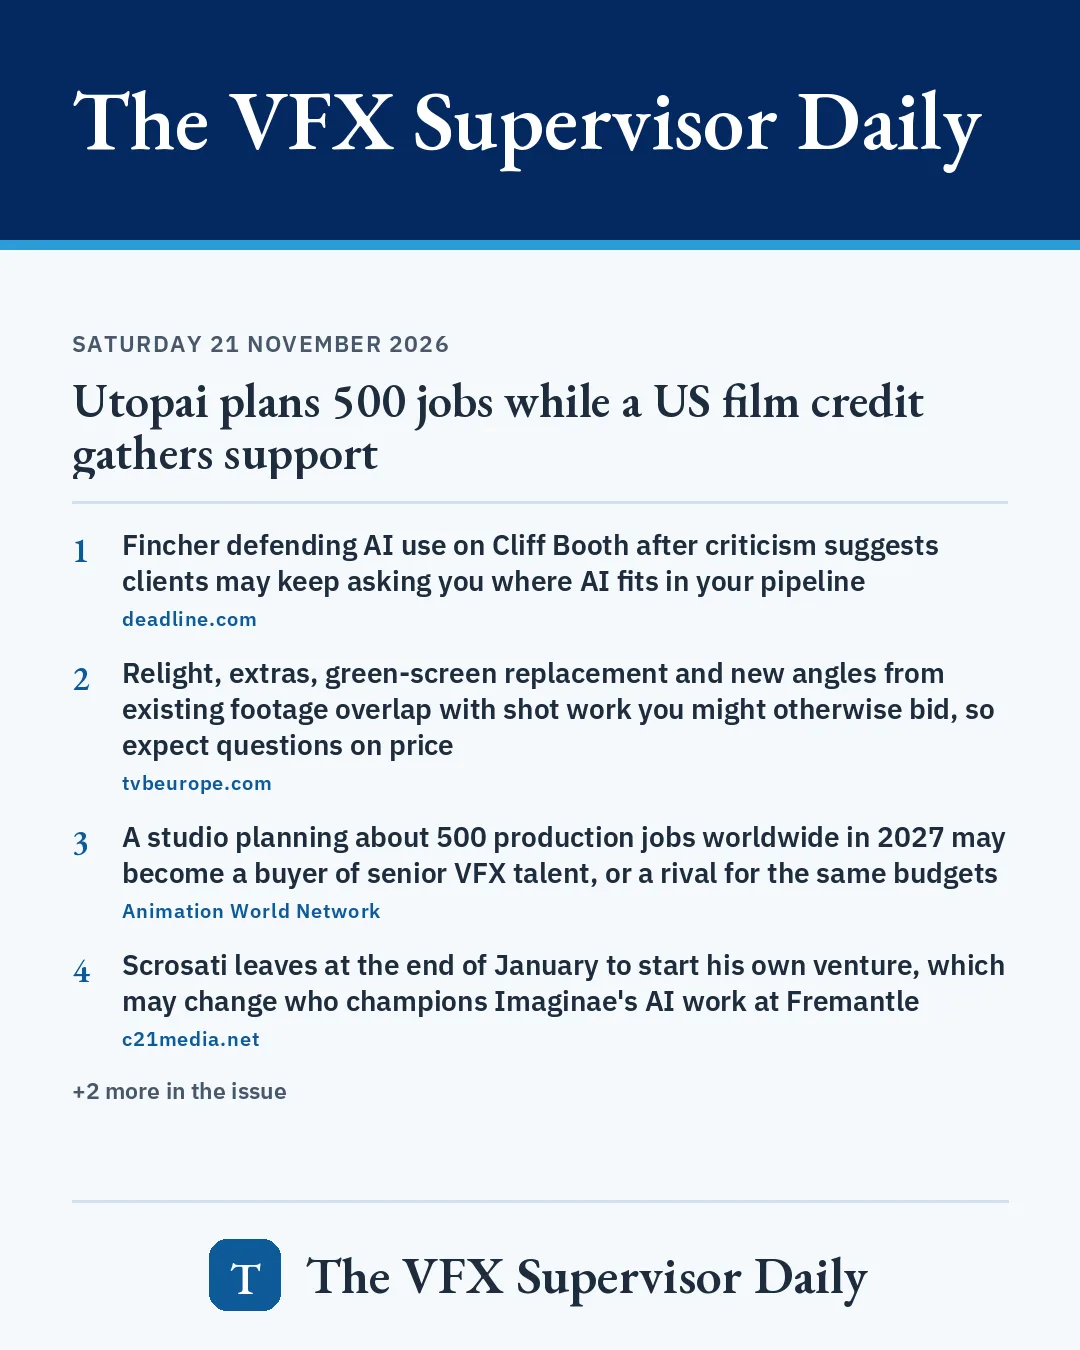 The VFX Supervisor Daily
SATURDAY 21 NOVEMBER 2026
Utopai plans 500 jobs while a US film credit
gathers support
1
Fincher defending AI use on Cliff Booth after criticism suggests
clients may keep asking you where AI fits in your pipeline
deadline.com
2
Relight, extras, green-screen replacement and new angles from
existing footage overlap with shot work you might otherwise bid, so
expect questions on price
tvbeurope.com
3
A studio planning about 500 production jobs worldwide in 2027 may
become a buyer of senior VFX talent, or a rival for the same budgets
Animation World Network
4
Scrosati leaves at the end of January to start his own venture, which
may change who champions Imaginae's AI work at Fremantle
c21media.net
+2 more in the issue
T
The VFX Supervisor Daily